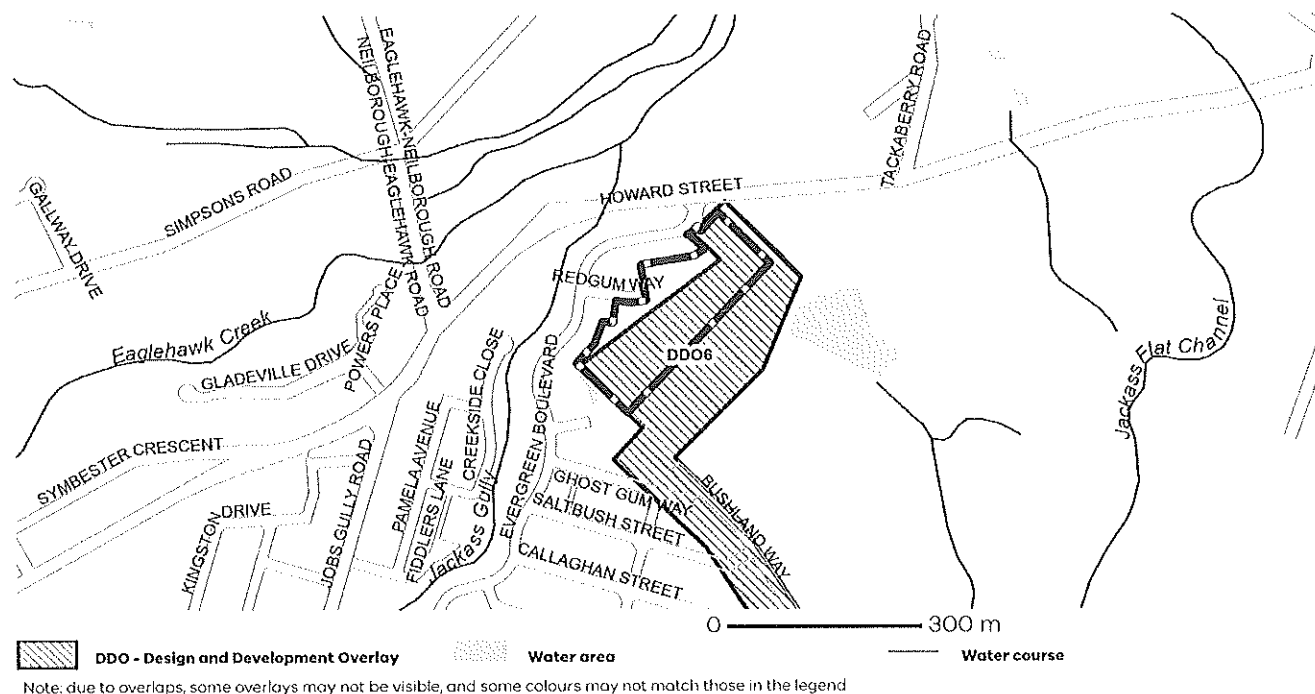 EAGLEHAWK-NEILBOROUGH ROAD
NEILBOROUGH-EAGLEHAWK ROAD
TACKABERRY ROAD
GALLWAY DRIVE
SIMPSONS ROAD
HOWARD STREET
REDGUM WAY
Eaglehawk Creek
POWERS PLACE
GLADEVILLE DRIVE
DDO6
Jackass Flat Channel
SYMBESTER CRESCENT
CREEKSIDE CLOSE
EVERGREEN BOULEVARD
PAMELA AVENUE
FIDDLERS LANE
JOBS GULLY ROAD
KINGSTON DRIVE
Jackass Gully
GHOST GUM WAY
SALTBUSH STREET
BUSHLAND WAY
CALLAGHAN STREET
0 300 m
DDO - Design and Development Overlay
Water area
Water course
Note: due to overlaps, some overlays may not be visible, and some colours may not match those in the legend